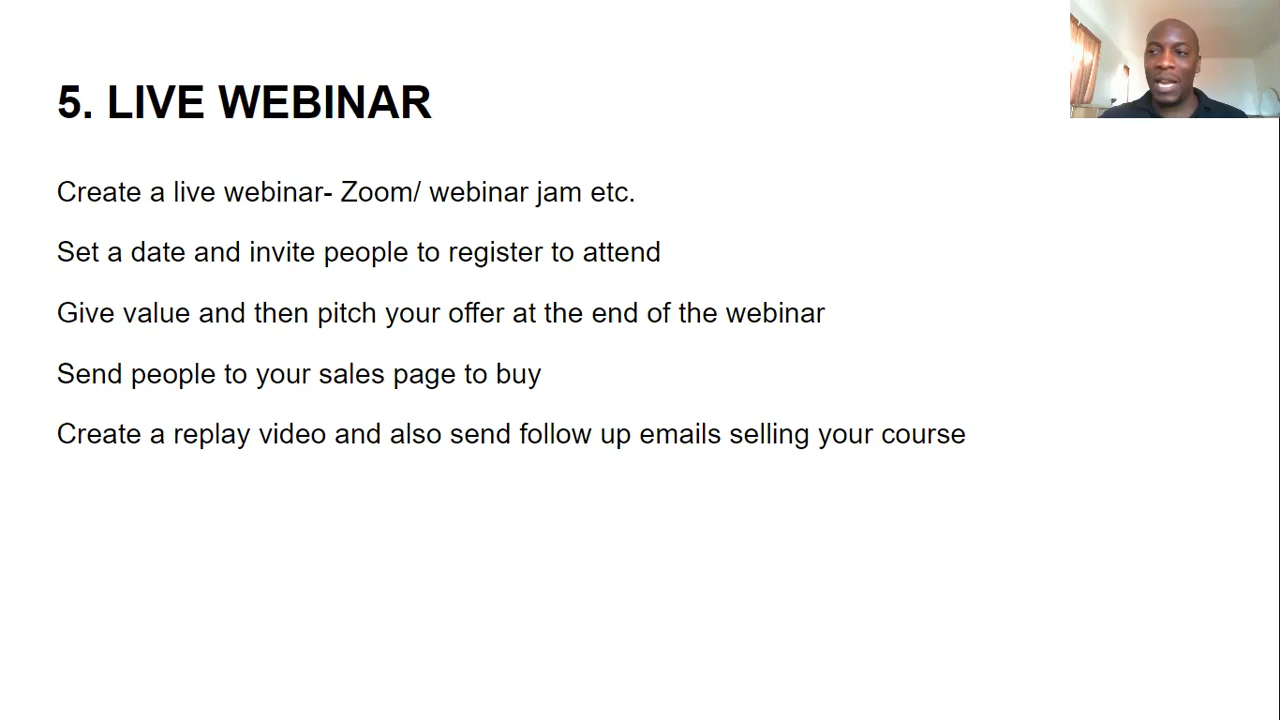 5. LIVE WEBINAR
Create a live webinar- Zoom/ webinar jam etc.
Set a date and invite people to register to attend
Give value and then pitch your offer at the end of the webinar
Send people to your sales page to buy
Create a replay video and also send follow up emails selling your course